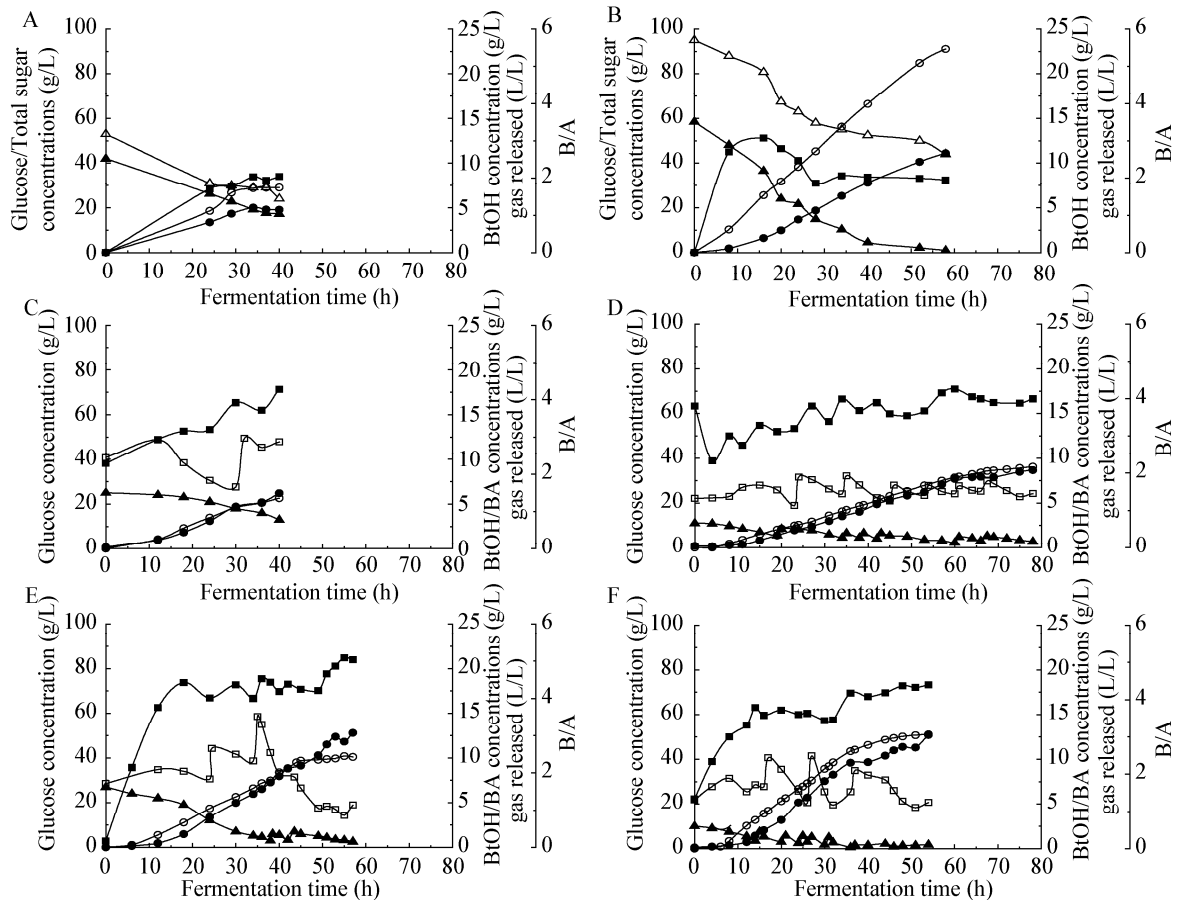 A
100
80
60
40
20
0
Glucose/Total sugar
concentrations (g/L)
0 10 20 30 40 50 60 70 80
Fermentation time (h)
25
20
15
10
5
0
BtOH concentration (g/L)
gas released (L/L)
6
4
2
0
B/A
B
100
80
60
40
20
0
Glucose/Total sugar
concentrations (g/L)
0 10 20 30 40 50 60 70 80
Fermentation time (h)
25
20
15
10
5
0
BtOH concentration (g/L)
gas released (L/L)
6
4
2
0
B/A
C
100
80
60
40
20
0
Glucose concentration (g/L)
0 10 20 30 40 50 60 70 80
Fermentation time (h)
25
20
15
10
5
0
BtOH/BA concentrations (g/L)
gas released (L/L)
6
4
2
0
B/A
D
100
80
60
40
20
0
Glucose concentration (g/L)
0 10 20 30 40 50 60 70 80
Fermentation time (h)
25
20
15
10
5
0
BtOH/BA concentrations (g/L)
gas released (L/L)
6
4
2
0
B/A
E
100
80
60
40
20
0
Glucose concentration (g/L)
0 10 20 30 40 50 60 70 80
Fermentation time (h)
25
20
15
10
5
0
BtOH/BA concentrations (g/L)
gas released (L/L)
6
4
2
0
B/A
F
100
80
60
40
20
0
Glucose concentration (g/L)
0 10 20 30 40 50 60 70 80
Fermentation time (h)
25
20
15
10
5
0
BtOH/BA concentrations (g/L)
gas released (L/L)
6
4
2
0
B/A